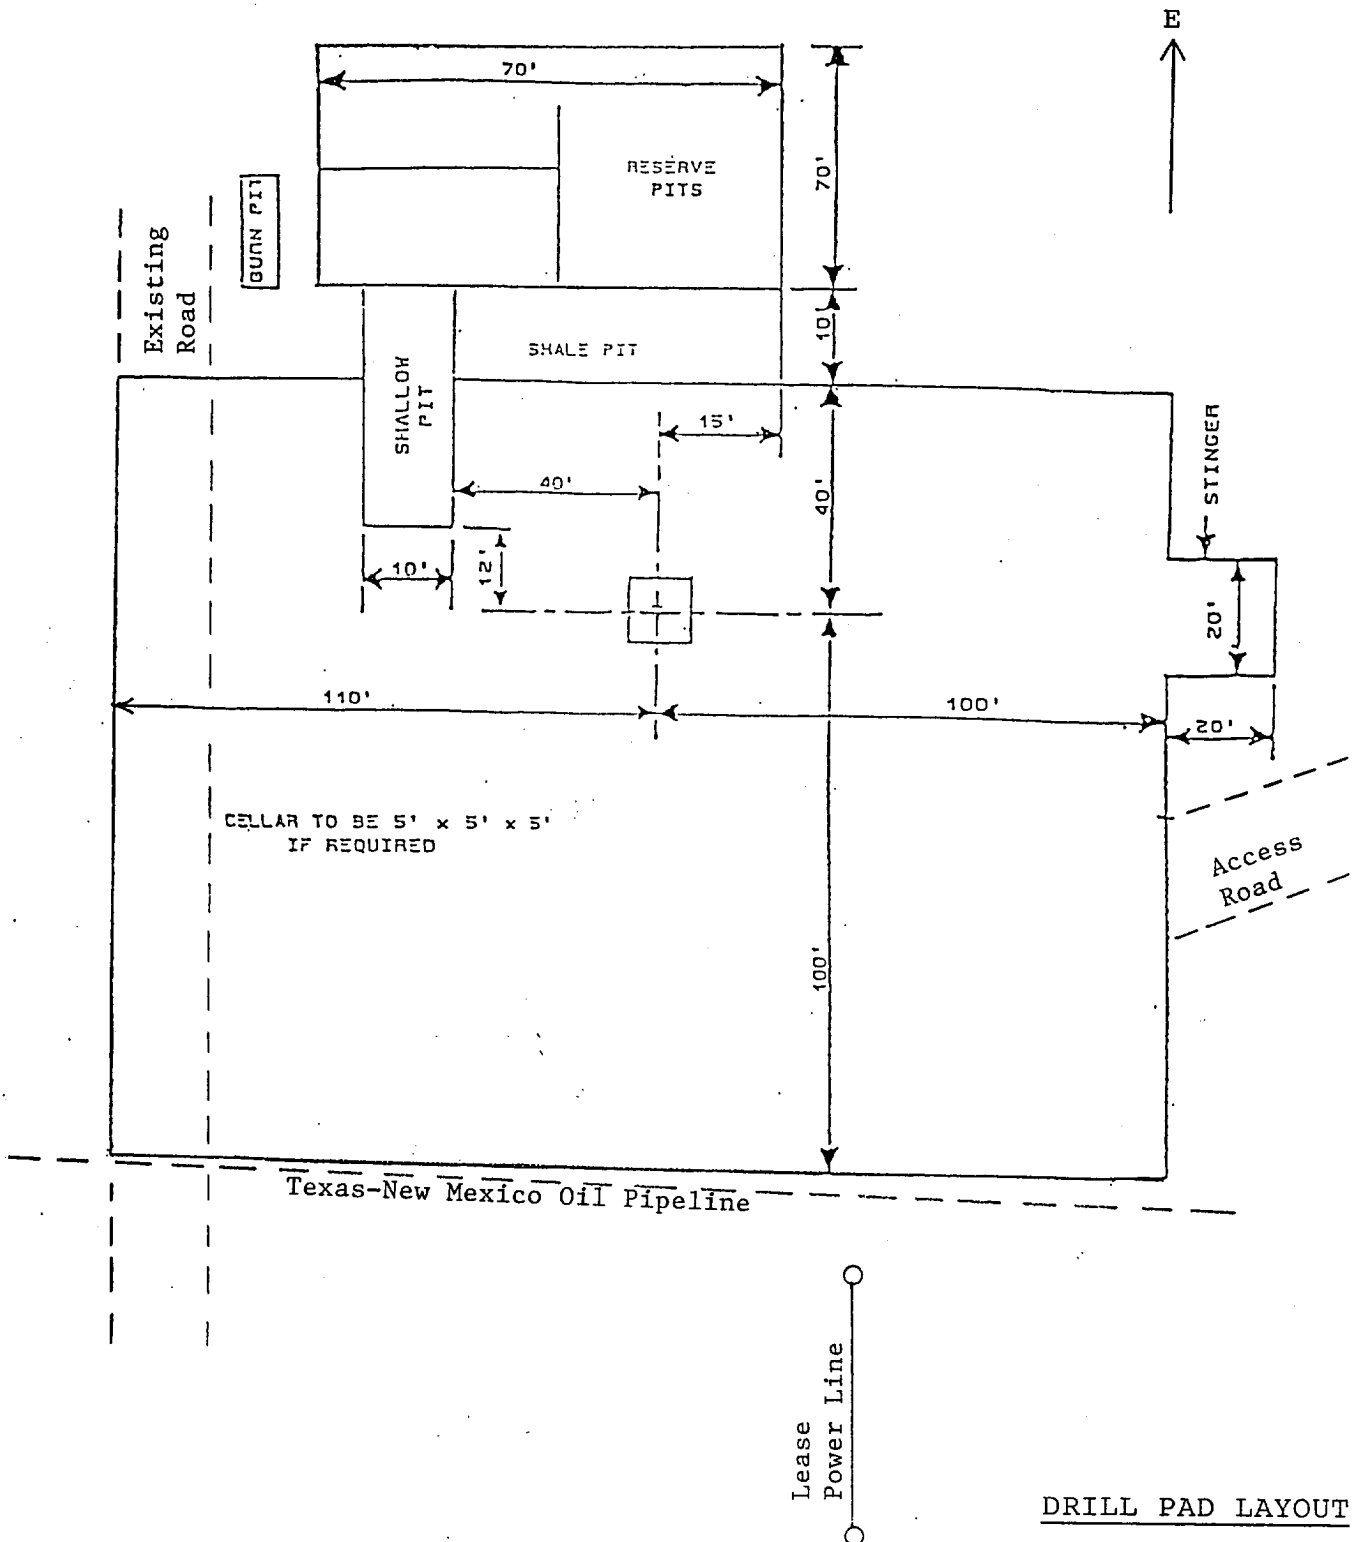 E
70'
RESERVE
PITS
70'
BURN PIT
Existing
Road
10'
SHALE PIT
SHALLOW
PIT
15'
STINGER
40'
40'
10'
12'
20'
110'
100'
20'
CELLAR TO BE 5' x 5' x 5'
IF REQUIRED
Access
Road
100'
Texas-New Mexico Oil Pipeline
Lease
Power Line
DRILL PAD LAYOUT